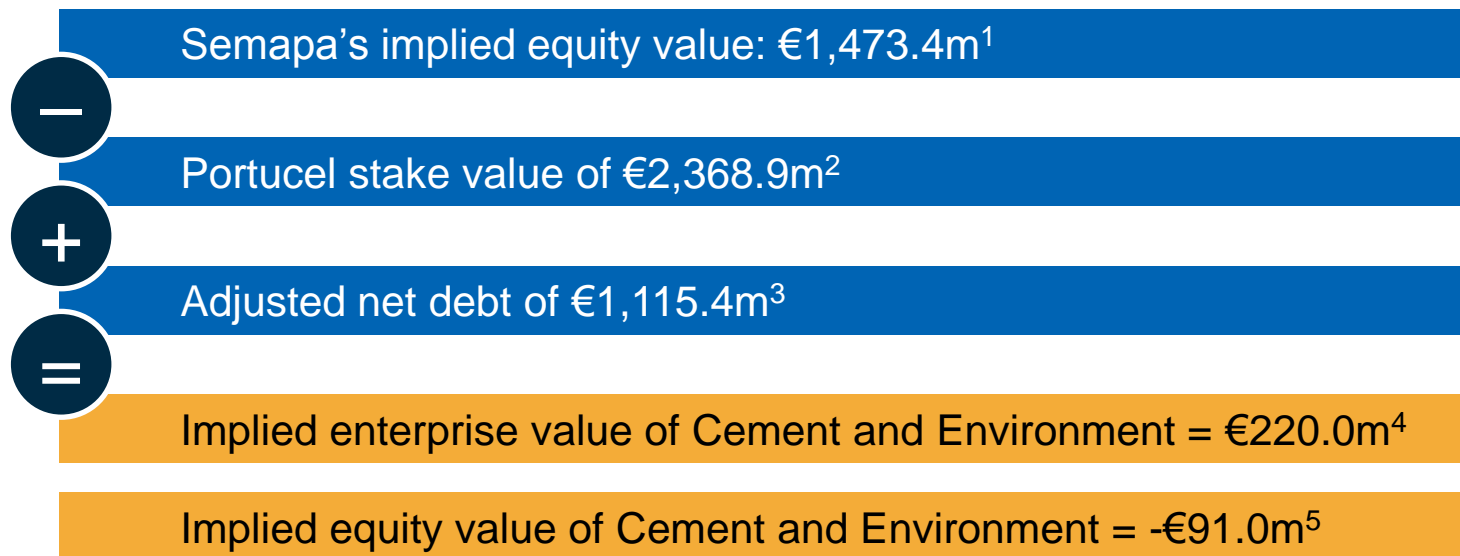 Semapa’s implied equity value: €1,473.4m¹
–
Portucel stake value of €2,368.9m²
+
Adjusted net debt of €1,115.4m³
=
Implied enterprise value of Cement and Environment = €220.0m⁴
Implied equity value of Cement and Environment = -€91.0m⁵